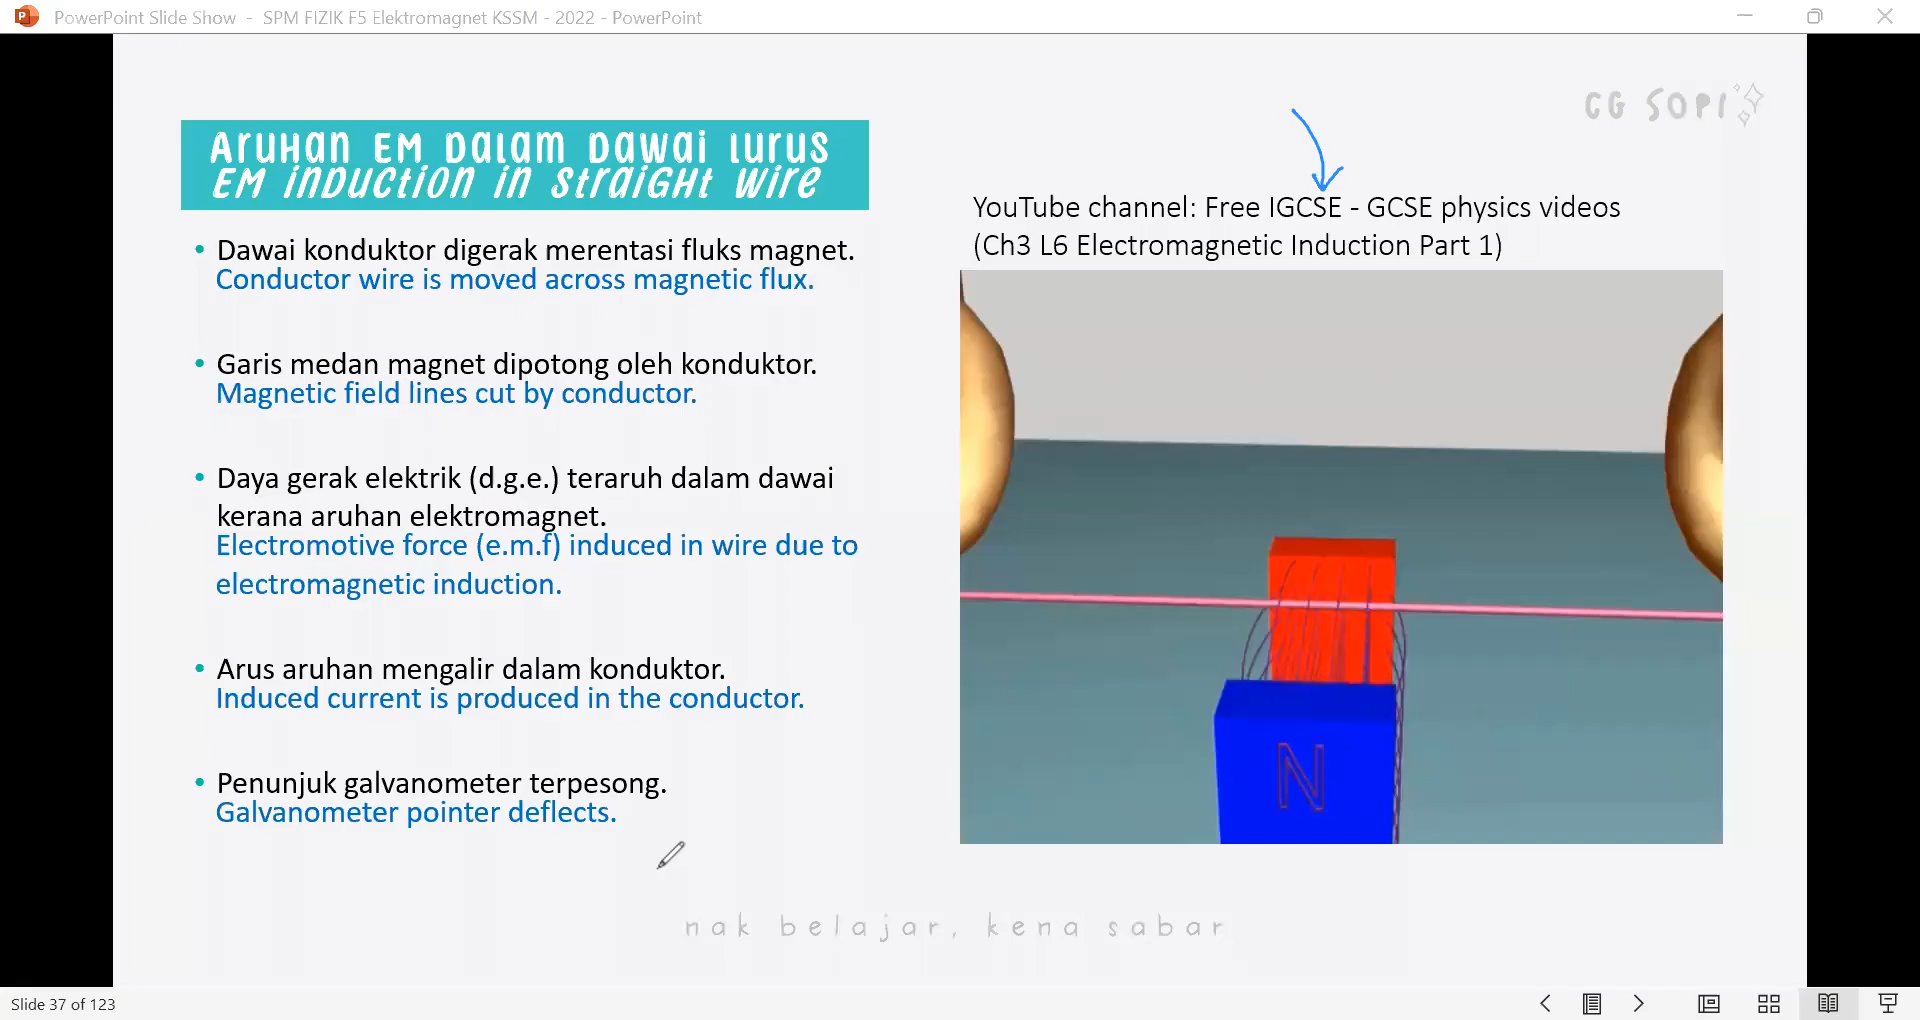 PowerPoint Slide Show - SPM FIZIK F5 Elektromagnet KSSM - 2022 - PowerPoint
CG SOPI
Aruhan EM Dalam Dawai Lurus
EM Induction in Straight Wire
YouTube channel: Free IGCSE - GCSE physics videos
(Ch3 L6 Electromagnetic Induction Part 1)
• Dawai konduktor digerak merentasi fluks magnet.
Conductor wire is moved across magnetic flux.
• Garis medan magnet dipotong oleh konduktor.
Magnetic field lines cut by conductor.
• Daya gerak elektrik (d.g.e.) teraruh dalam dawai
kerana aruhan elektromagnet.
Electromotive force (e.m.f) induced in wire due to
electromagnetic induction.
• Arus aruhan mengalir dalam konduktor.
Induced current is produced in the conductor.
• Penunjuk galvanometer terpesong.
Galvanometer pointer deflects.
N
nak belajar, kena sabar
Slide 37 of 123